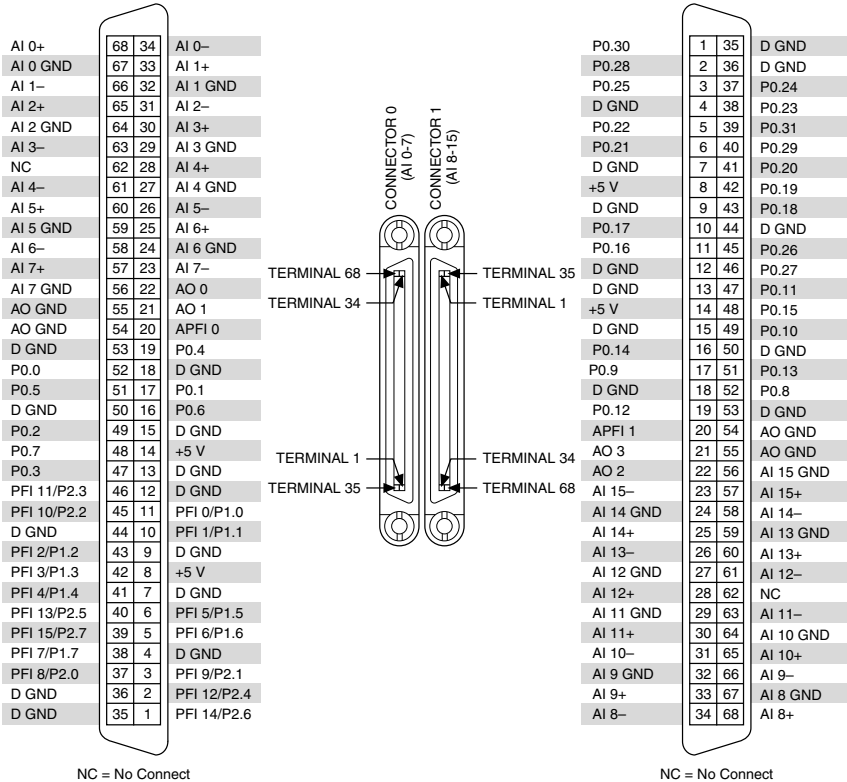 AI 0+ 68 34 AI 0–
AI 0 GND 67 33 AI 1+
AI 1– 66 32 AI 1 GND
AI 2+ 65 31 AI 2–
AI 2 GND 64 30 AI 3+
AI 3– 63 29 AI 3 GND
NC 62 28 AI 4+
AI 4– 61 27 AI 4 GND
AI 5+ 60 26 AI 5–
AI 5 GND 59 25 AI 6+
AI 6– 58 24 AI 6 GND
AI 7+ 57 23 AI 7–
AI 7 GND 56 22 AO 0
AO GND 55 21 AO 1
AO GND 54 20 APFI 0
D GND 53 19 P0.4
P0.0 52 18 D GND
P0.5 51 17 P0.1
D GND 50 16 P0.6
P0.2 49 15 D GND
P0.7 48 14 +5 V
P0.3 47 13 D GND
PFI 11/P2.3 46 12 D GND
PFI 10/P2.2 45 11 PFI 0/P1.0
D GND 44 10 PFI 1/P1.1
PFI 2/P1.2 43 9 D GND
PFI 3/P1.3 42 8 +5 V
PFI 4/P1.4 41 7 D GND
PFI 13/P2.5 40 6 PFI 5/P1.5
PFI 15/P2.7 39 5 PFI 6/P1.6
PFI 7/P1.7 38 4 D GND
PFI 8/P2.0 37 3 PFI 9/P2.1
D GND 36 2 PFI 12/P2.4
D GND 35 1 PFI 14/P2.6
NC = No Connect
CONNECTOR 0
(AI 0-7)
CONNECTOR 1
(AI 8-15)
TERMINAL 68
TERMINAL 34
TERMINAL 35
TERMINAL 1
TERMINAL 1
TERMINAL 35
TERMINAL 34
TERMINAL 68
P0.30 1 35 D GND
P0.28 2 36 D GND
P0.25 3 37 P0.24
D GND 4 38 P0.23
P0.22 5 39 P0.31
P0.21 6 40 P0.29
D GND 7 41 P0.20
+5 V 8 42 P0.19
D GND 9 43 P0.18
P0.17 10 44 D GND
P0.16 11 45 P0.26
D GND 12 46 P0.27
D GND 13 47 P0.11
+5 V 14 48 P0.15
D GND 15 49 P0.10
P0.14 16 50 D GND
P0.9 17 51 P0.13
D GND 18 52 P0.8
P0.12 19 53 D GND
APFI 1 20 54 AO GND
AO 3 21 55 AO GND
AO 2 22 56 AI 15 GND
AI 15– 23 57 AI 15+
AI 14 GND 24 58 AI 14–
AI 14+ 25 59 AI 13 GND
AI 13– 26 60 AI 13+
AI 12 GND 27 61 AI 12–
AI 12+ 28 62 NC
AI 11 GND 29 63 AI 11–
AI 11+ 30 64 AI 10 GND
AI 10– 31 65 AI 10+
AI 9 GND 32 66 AI 9–
AI 9+ 33 67 AI 8 GND
AI 8– 34 68 AI 8+
NC = No Connect